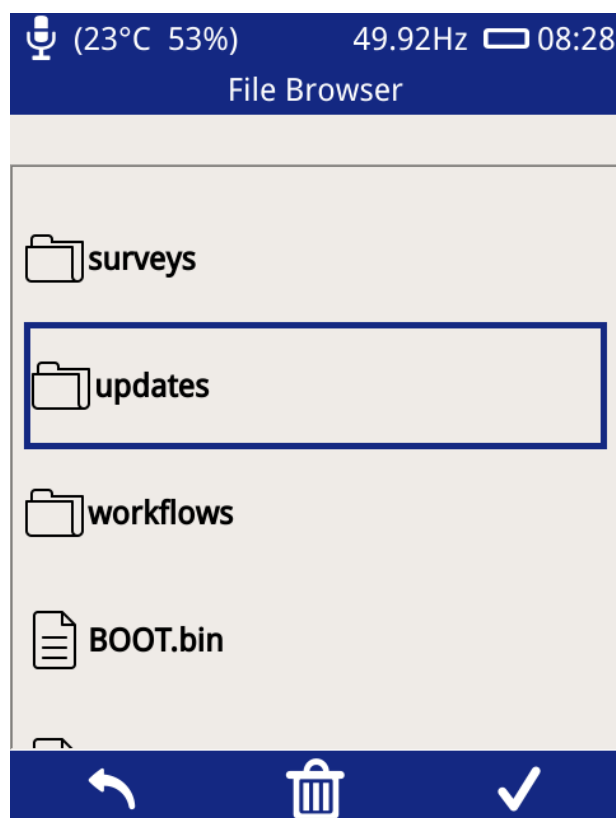 (23°C 53%) 49.92Hz 08:28
File Browser
surveys
updates
workflows
BOOT.bin